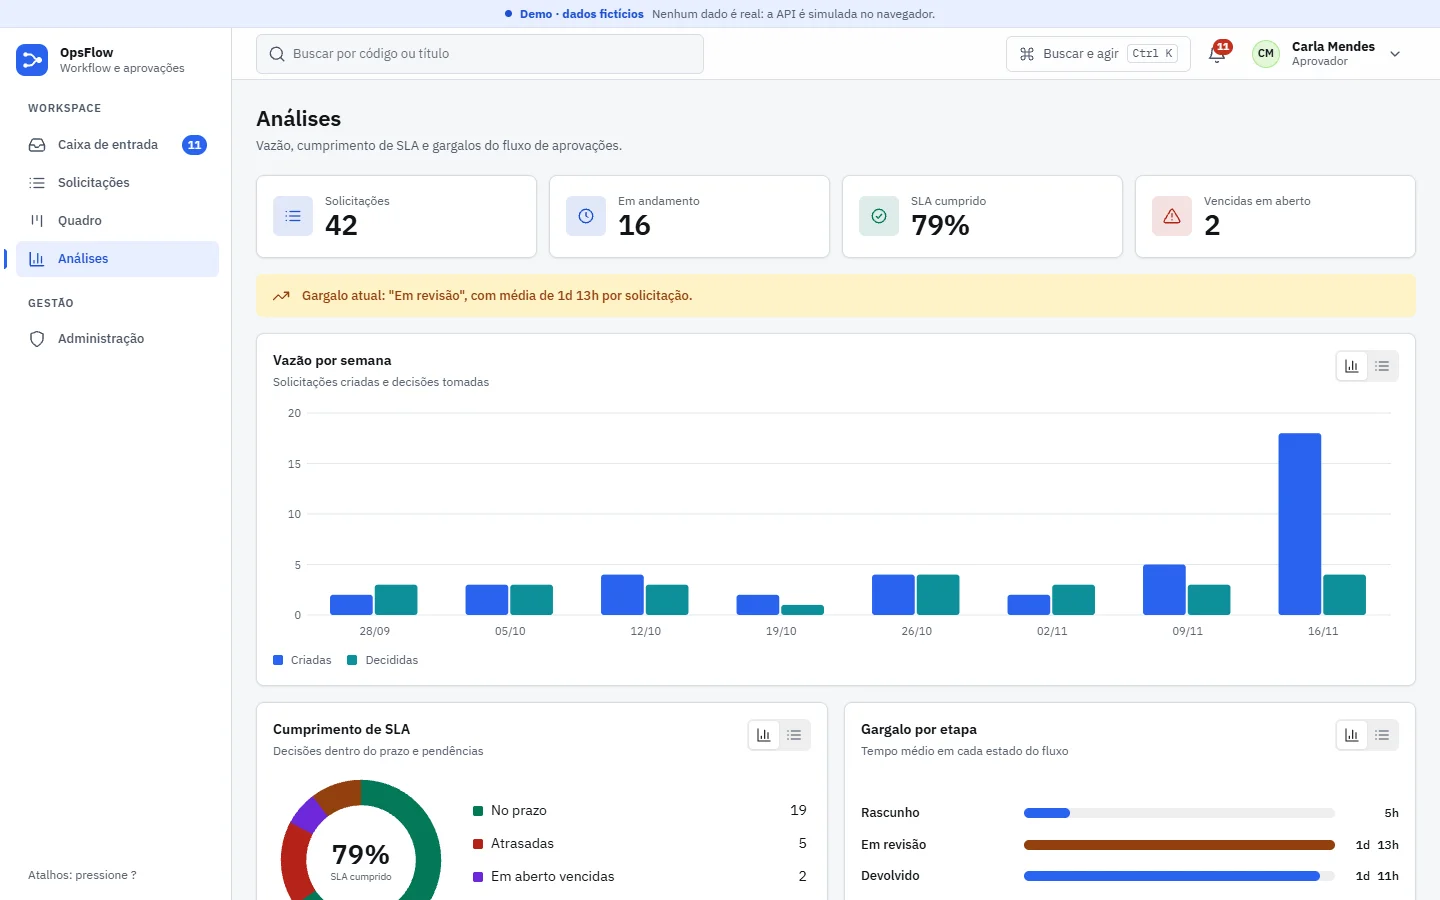 Demo · dados fictícios Nenhum dado é real: a API é simulada no navegador.
OpsFlow
Workflow e aprovações
Buscar por código ou título
Buscar e agir Ctrl K
11
CM
Carla Mendes
Aprovador
WORKSPACE
Caixa de entrada 11
Solicitações
Quadro
Análises
GESTÃO
Administração
Atalhos: pressione ?
Análises
Vazão, cumprimento de SLA e gargalos do fluxo de aprovações.
Solicitações
42
Em andamento
16
SLA cumprido
79%
Vencidas em aberto
2
Gargalo atual: "Em revisão", com média de 1d 13h por solicitação.
Vazão por semana
Solicitações criadas e decisões tomadas
20
15
10
5
0
28/09 05/10 12/10 19/10 26/10 02/11 09/11 16/11
Criadas Decididas
Cumprimento de SLA
Decisões dentro do prazo e pendências
79%
SLA cumprido
No prazo 19
Atrasadas 5
Em aberto vencidas 2
Gargalo por etapa
Tempo médio em cada estado do fluxo
Rascunho 5h
Em revisão 1d 13h
Devolvido 1d 11h